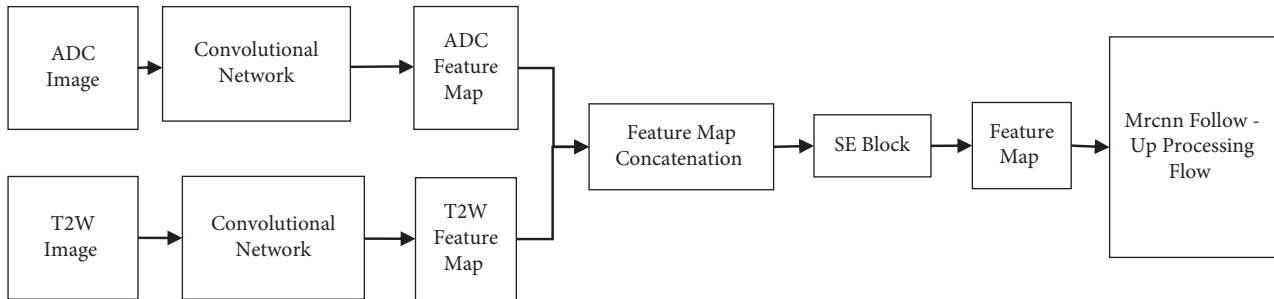 ADC
Image
Convolutional
Network
ADC
Feature
Map
T2W
Image
Convolutional
Network
T2W
Feature
Map
Feature Map
Concatenation
SE Block
Feature
Map
Mrcnn Follow -
Up Processing
Flow